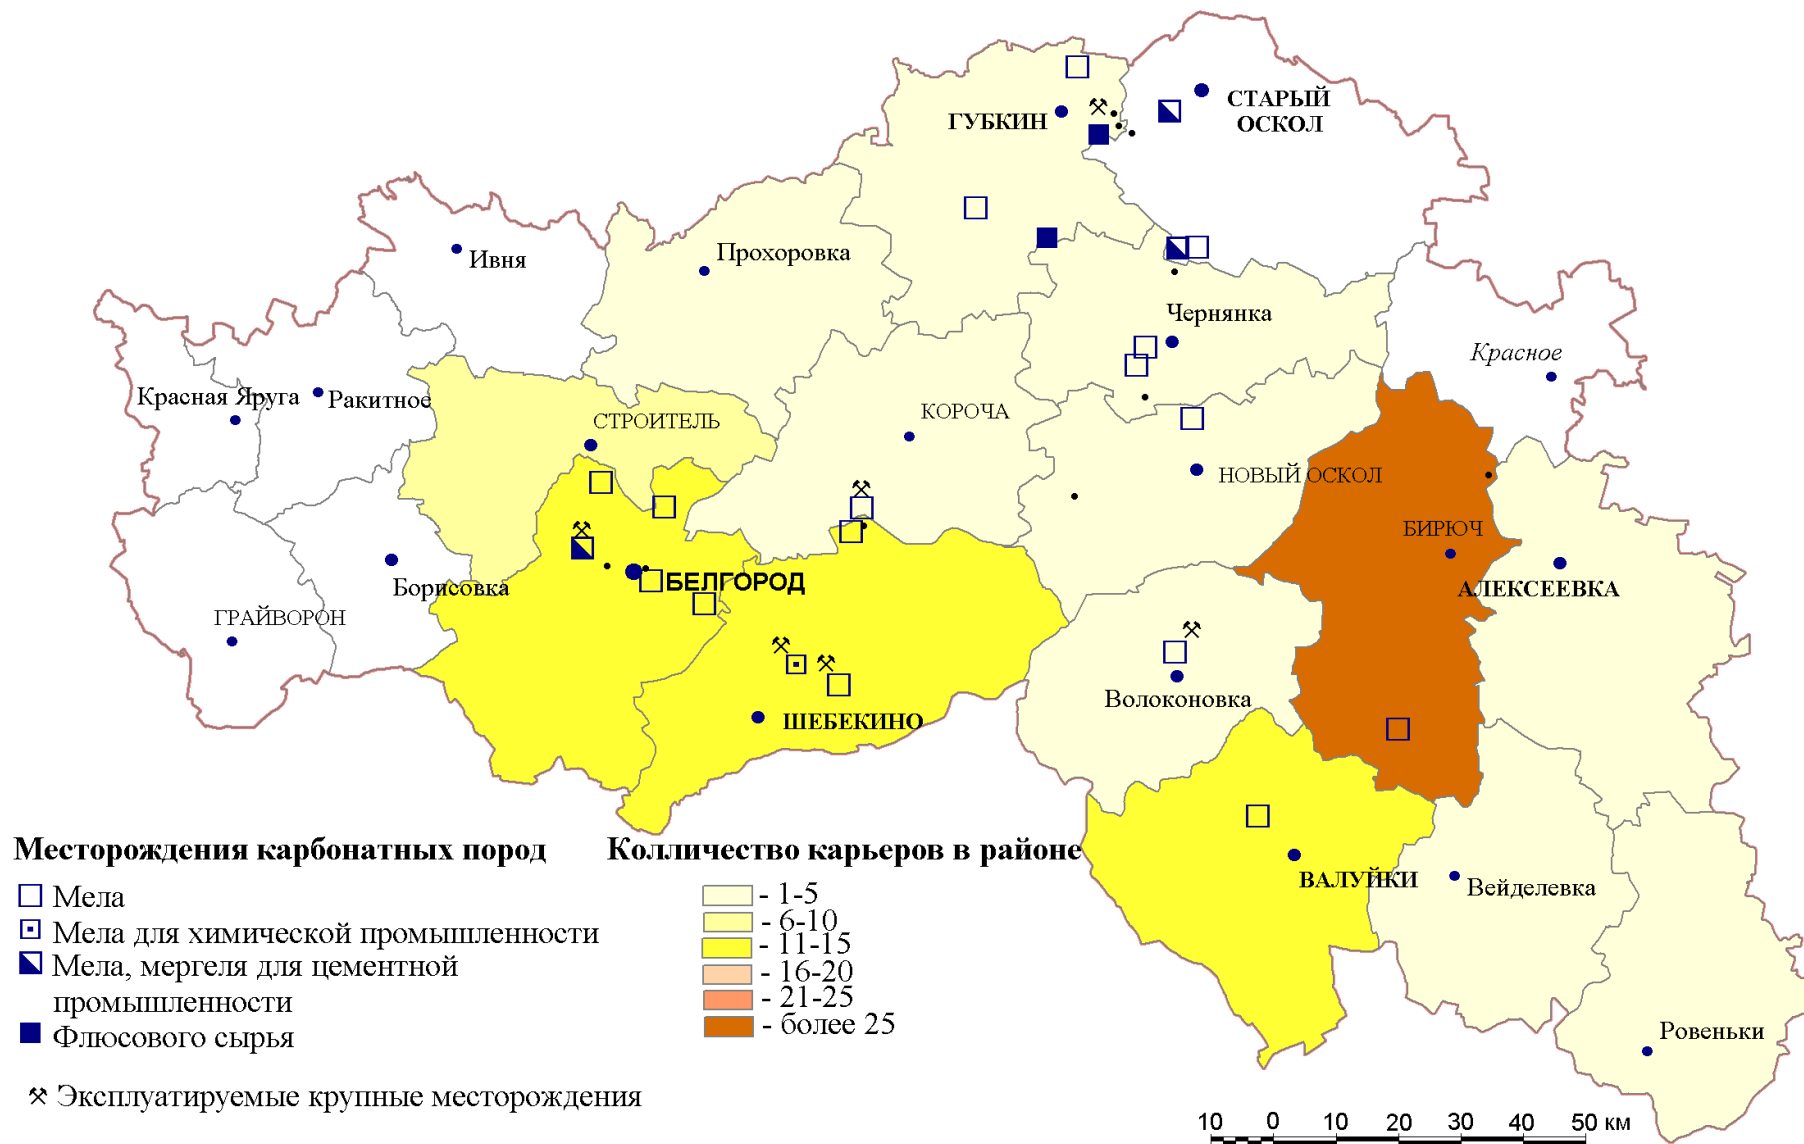 СТАРЫЙ
ОСКОЛ
ГУБКИН
Ивня
Прохоровка
Чернянка
Красное
Красная Яруга
Ракитное
СТРОИТЕЛЬ
КОРОЧА
НОВЫЙ ОСКОЛ
БИРЮЧ
АЛЕКСЕЕВКА
БЕЛГОРОД
Борисовка
ГРАЙВОРОН
Волоконовка
ШЕБЕКИНО
ВАЛУЙКИ
Вейделевка
Ровеньки
Месторождения карбонатных пород
Мела
Мела для химической промышленности
Мела, мергеля для цементной
промышленности
Флюсового сырья
Эксплуатируемые крупные месторождения
Колличество карьеров в районе
- 1-5
- 6-10
- 11-15
- 16-20
- 21-25
- более 25
10 0 10 20 30 40 50 км